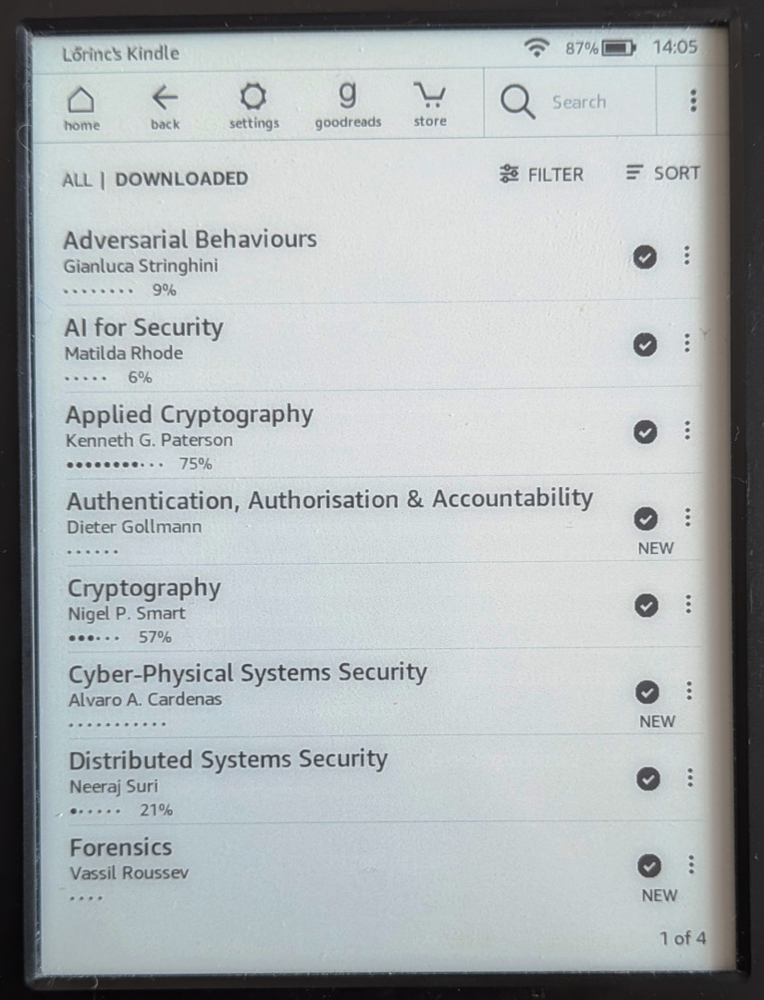 Lőrinc's Kindle
87% 14:05
home back settings goodreads store Search
ALL | DOWNLOADED FILTER SORT
Adversarial Behaviours
Gianluca Stringhini
9%
AI for Security
Matilda Rhode
6%
Applied Cryptography
Kenneth G. Paterson
75%
Authentication, Authorisation & Accountability
Dieter Gollmann
NEW
Cryptography
Nigel P. Smart
57%
Cyber-Physical Systems Security
Alvaro A. Cardenas
NEW
Distributed Systems Security
Neeraj Suri
21%
Forensics
Vassil Roussev
NEW
1 of 4